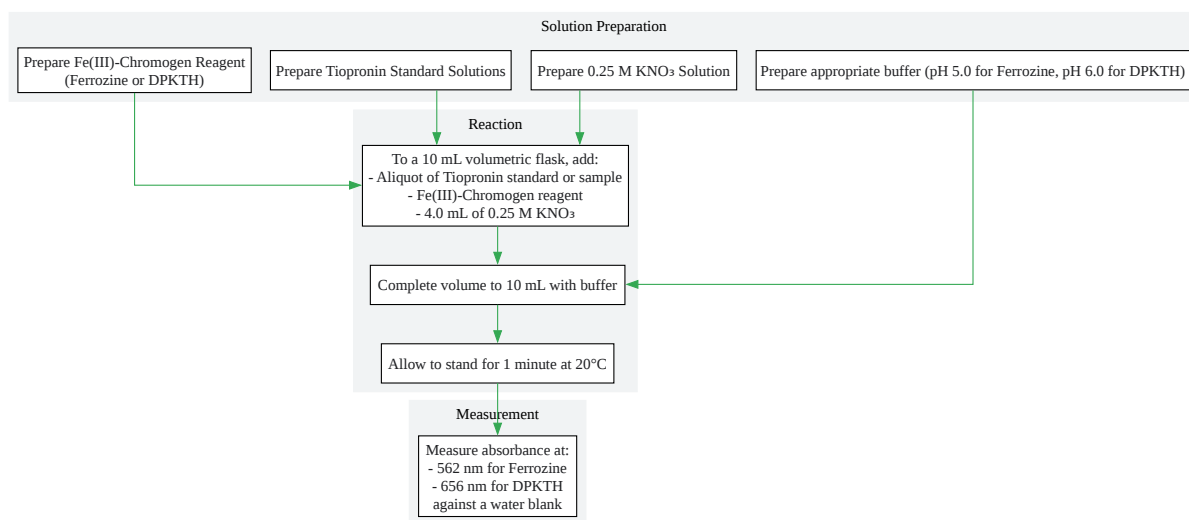 Solution Preparation
Prepare Fe(III)-Chromogen Reagent
(Ferrozine or DPKTH)
Prepare Tiopronin Standard Solutions
Prepare 0.25 M KNO₃ Solution
Prepare appropriate buffer (pH 5.0 for Ferrozine, pH 6.0 for DPKTH)
Reaction
To a 10 mL volumetric flask, add:
- Aliquot of Tiopronin standard or sample
- Fe(III)-Chromogen reagent
- 4.0 mL of 0.25 M KNO₃
Complete volume to 10 mL with buffer
Allow to stand for 1 minute at 20°C
Measurement
Measure absorbance at:
- 562 nm for Ferrozine
- 656 nm for DPKTH
against a water blank